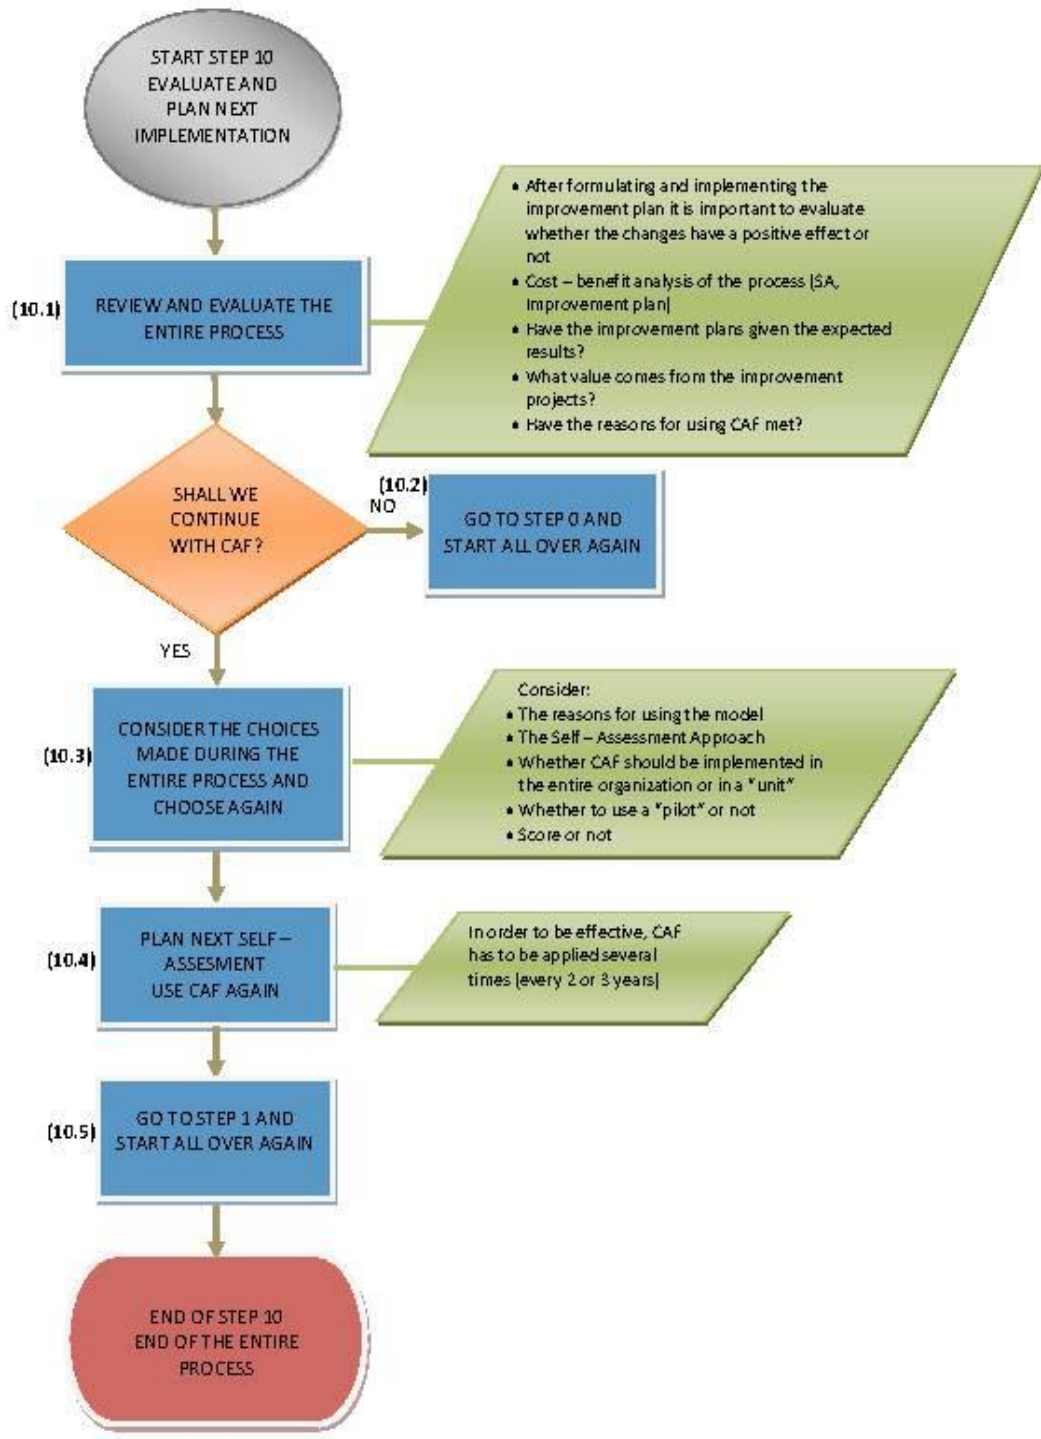 START STEP 10
EVALUATE AND
PLAN NEXT
IMPLEMENTATION
• After formulating and implementing the
improvement plan it is important to evaluate
whether the changes have a positive effect or
not
• Cost – benefit analysis of the process (SA,
Improvement plan)
• Have the improvement plans given the expected
results?
• What value comes from the improvement
projects?
• Have the reasons for using CAF met?
(10.1)
REVIEW AND EVALUATE THE
ENTIRE PROCESS
SHALL WE
CONTINUE
WITH CAF?
(10.2)
NO
GO TO STEP 0 AND
START ALL OVER AGAIN
YES
(10.3)
CONSIDER THE CHOICES
MADE DURING THE
ENTIRE PROCESS AND
CHOOSE AGAIN
Consider:
• The reasons for using the model
• The Self – Assessment Approach
• Whether CAF should be implemented in
the entire organization or in a "unit"
• Whether to use a "pilot" or not
• Score or not
(10.4)
PLAN NEXT SELF –
ASSESMENT
USE CAF AGAIN
In order to be effective, CAF
has to be applied several
times (every 2 or 3 years)
(10.5)
GO TO STEP 1 AND
START ALL OVER AGAIN
END OF STEP 10
END OF THE ENTIRE
PROCESS